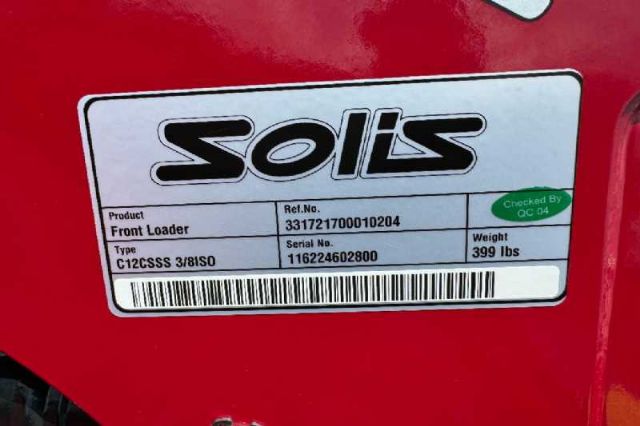 Solis
Product
Front Loader
Ref.No.
331721700010204
Checked By
QC 04
Type
C12CSSS 3/8ISO
Serial No.
116224602800
Weight
399 lbs